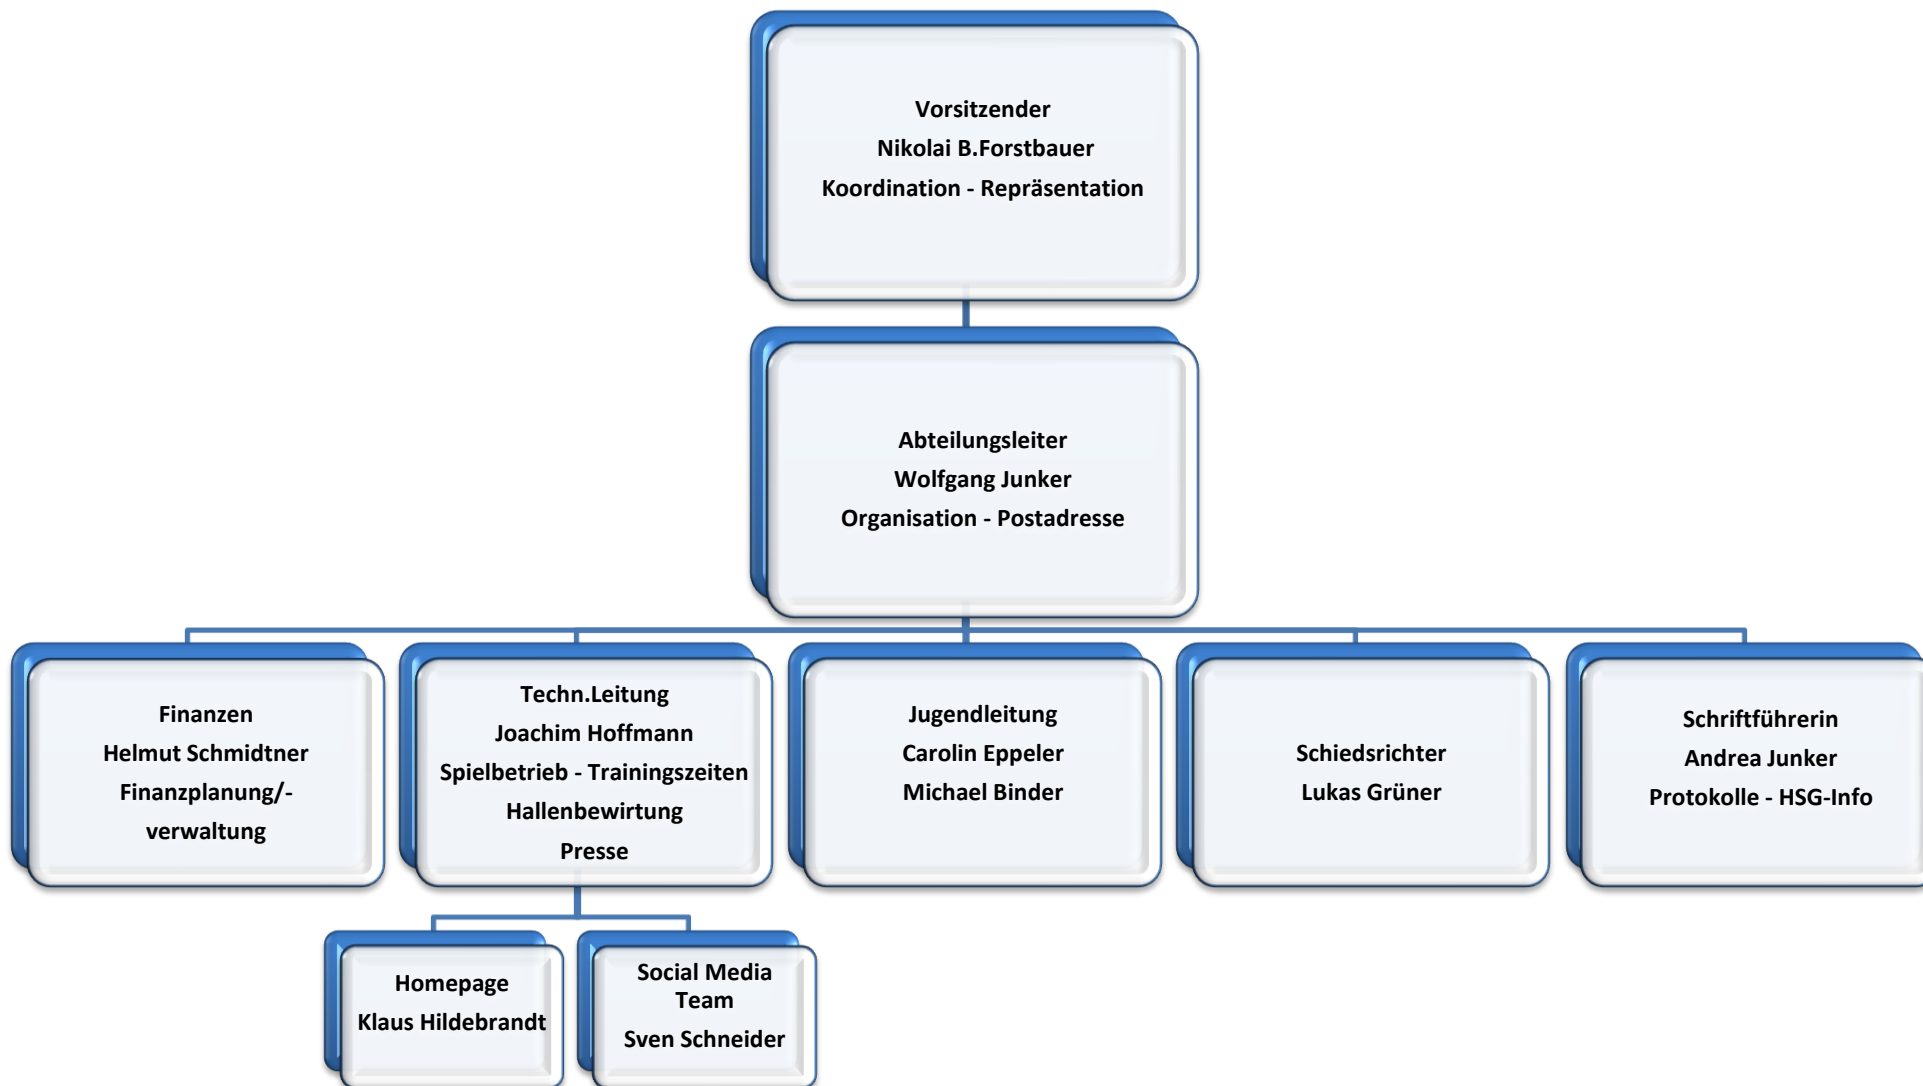 Vorsitzender
Nikolai B.Forstbauer
Koordination - Repräsentation
Abteilungsleiter
Wolfgang Junker
Organisation - Postadresse
Finanzen
Helmut Schmidtner
Finanzplanung/-
verwaltung
Techn.Leitung
Joachim Hoffmann
Spielbetrieb - Trainingszeiten
Hallenbewirtung
Presse
Jugendleitung
Carolin Eppeler
Michael Binder
Schiedsrichter
Lukas Grüner
Schriftführerin
Andrea Junker
Protokolle - HSG-Info
Homepage
Klaus Hildebrandt
Social Media
Team
Sven Schneider